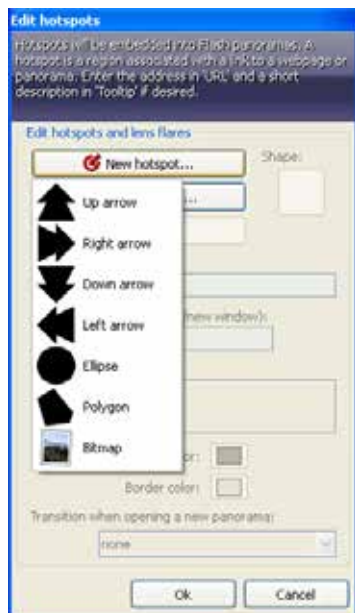 Edit hotspots
Hotspots will be embedded into Flash panoramas. A
hotspot is a region associated with a link to a webpage or
panorama. Enter the address in 'URL' and a short
description in 'Tooltip' if desired.
Edit hotspots and lens flares
New hotspot...
Shape:
...
Up arrow
Right arrow
Down arrow
new window):
Left arrow
Ellipse
Polygon
Bitmap
or:
Border color:
Transition when opening a new panorama:
none
Ok
Cancel